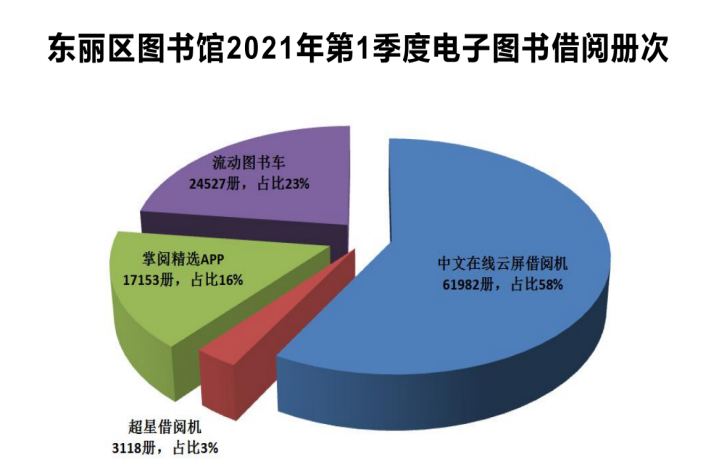 东丽区图书馆2021年第1季度电子图书借阅册次
流动图书车
24527册，占比23%
掌阅精选APP
17153册，占比16%
中文在线云屏借阅机
61982册，占比58%
超星借阅机
3118册，占比3%